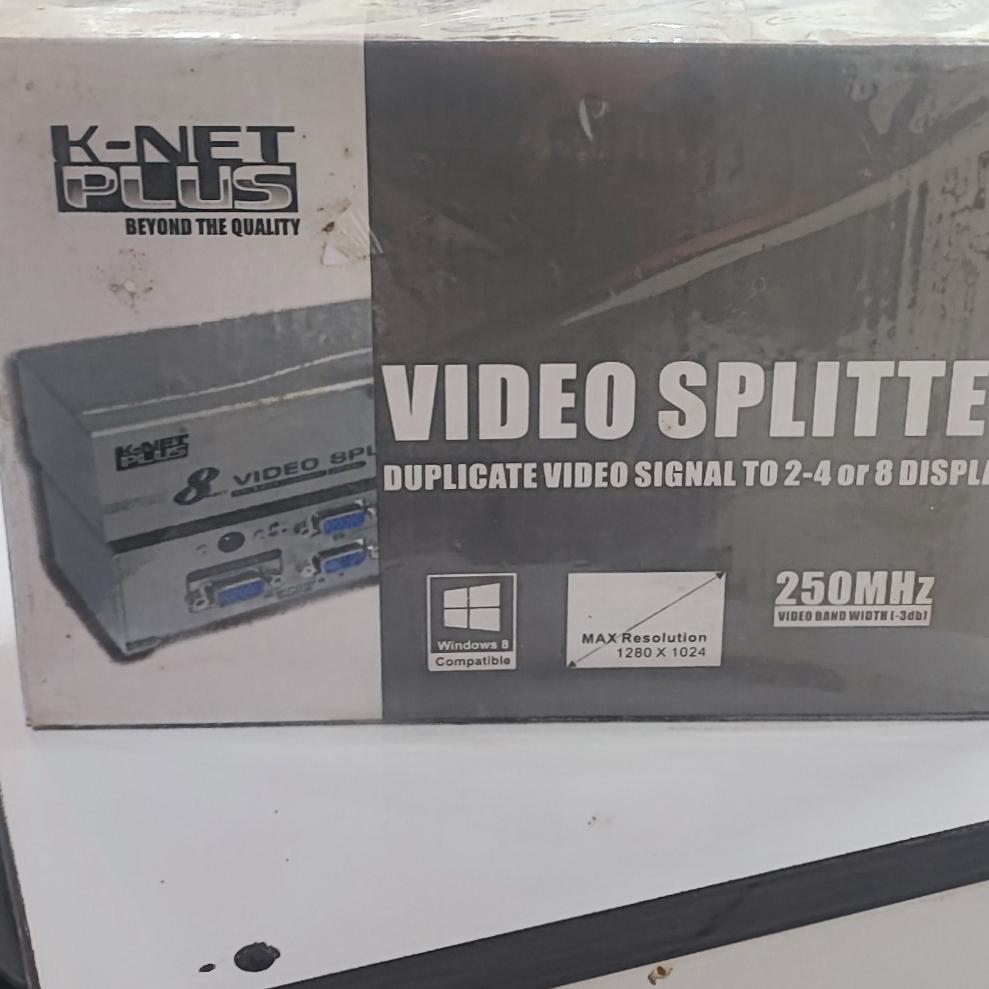 K-NET
PLUS
BEYOND THE QUALITY
K-NET
PLUS
8 VIDEO SPL
VIDEO SPLITTE
DUPLICATE VIDEO SIGNAL TO 2-4 or 8 DISPLA
Windows 8
Compatible
MAX Resolution
1280 X 1024
250MHz
VIDEO BAND WIDTH (-3db)